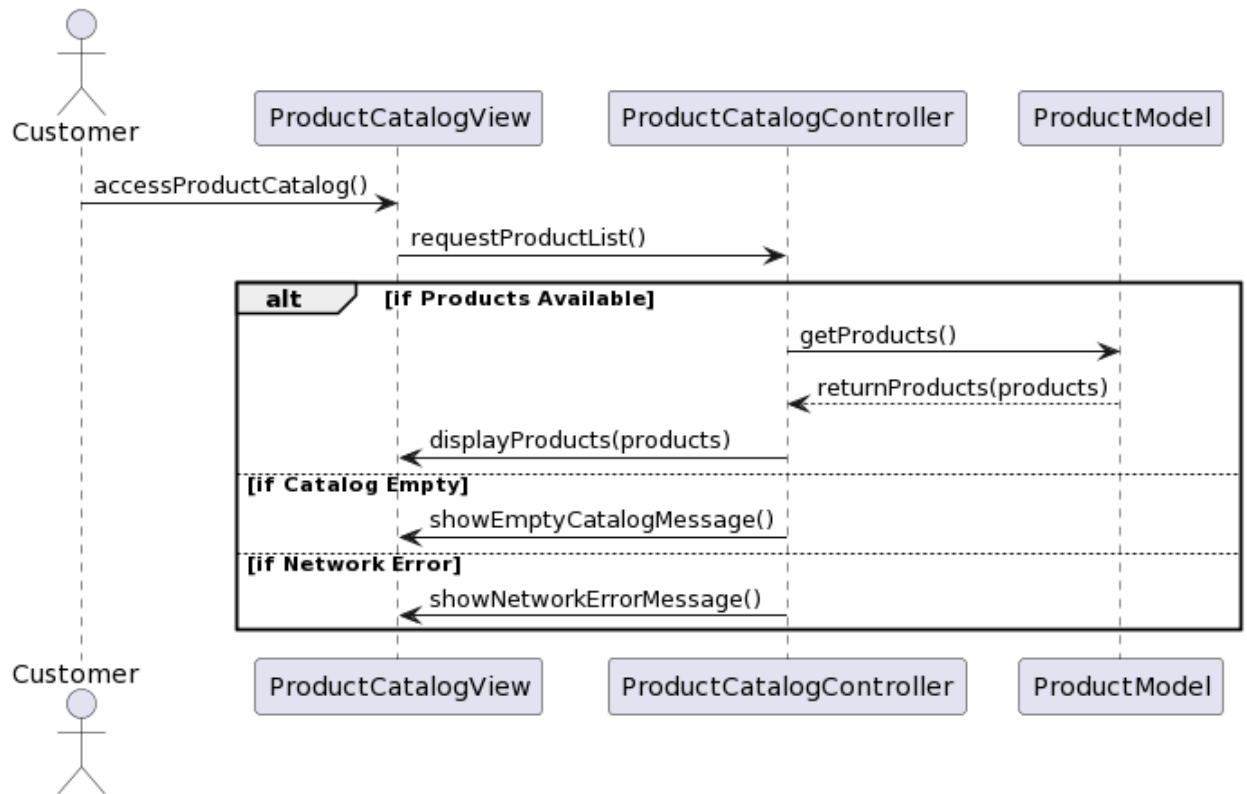 Customer
ProductCatalogView
ProductCatalogController
ProductModel
accessProductCatalog()
requestProductList()
alt
[if Products Available]
getProducts()
returnProducts(products)
displayProducts(products)
[if Catalog Empty]
showEmptyCatalogMessage()
[if Network Error]
showNetworkErrorMessage()
Customer
ProductCatalogView
ProductCatalogController
ProductModel